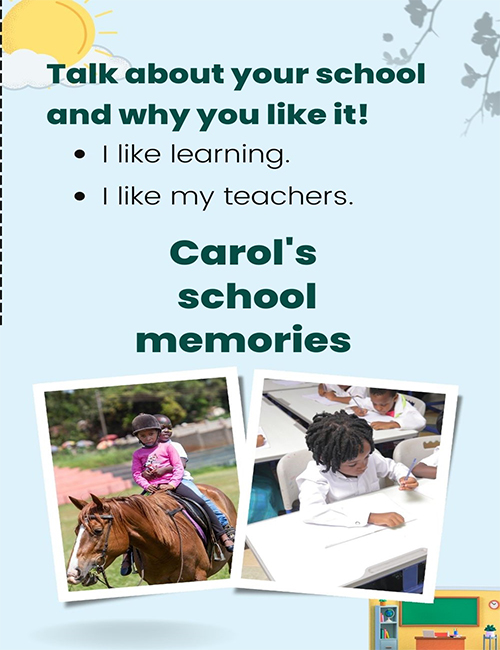 Talk about your school
and why you like it!
• I like learning.
• I like my teachers.
Carol's
school
memories